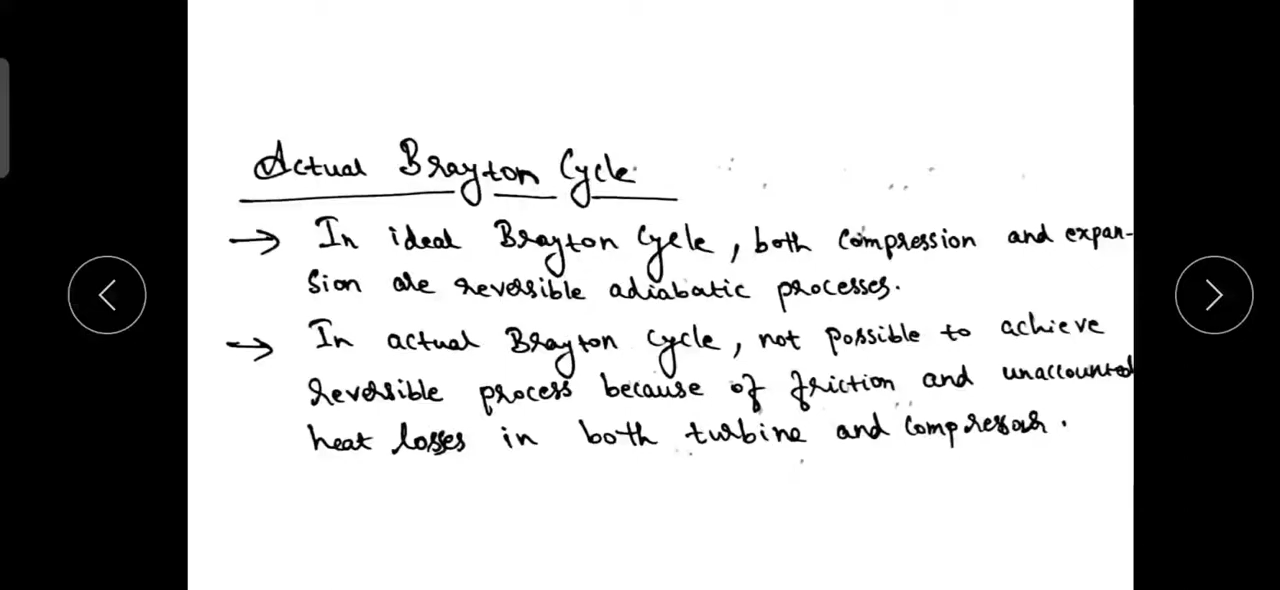 Actual Brayton Cycle
→ In ideal Brayton Cycle, both Compression and expan-
sion are reversible adiabatic processes.
→ In actual Brayton Cycle, not possible to achieve
reversible process because of friction and unaccounted
heat losses in both turbine and compressor.